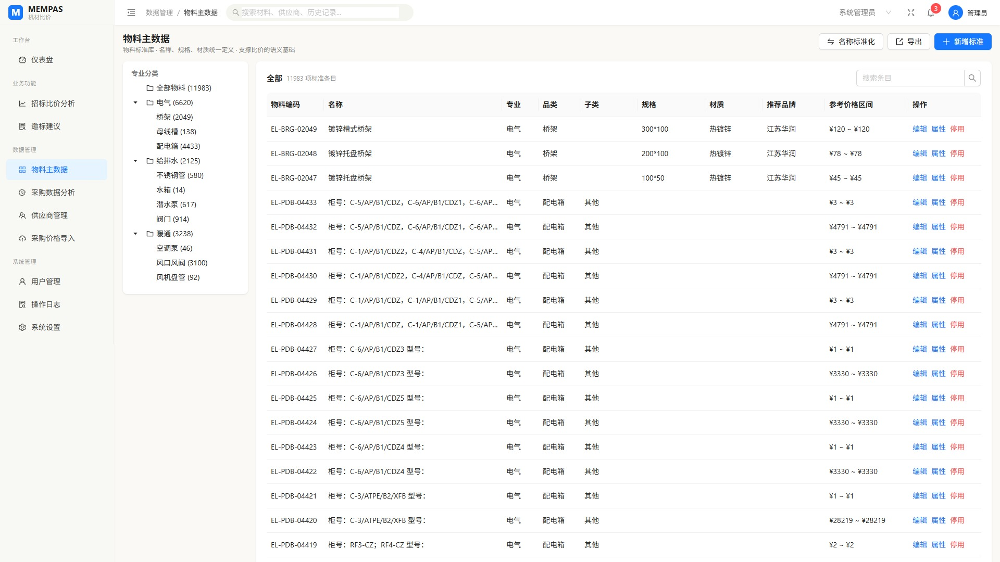 M
MEMPAS
机材比价
数据管理 / 物料主数据
搜索材料、供应商、历史记录...
系统管理员
3
管理员
工作台
仪表盘
业务功能
招标比价分析
邀标建议
数据管理
物料主数据
采购数据分析
供应商管理
采购价格导入
系统管理
用户管理
操作日志
系统设置
物料主数据
物料标准库 · 名称、规格、材质统一定义 · 支撑比价的语义基础
名称标准化
导出
新增标准
专业分类
全部物料 (11983)
电气 (6620)
桥架 (2049)
母线槽 (138)
配电箱 (4433)
给排水 (2125)
不锈钢管 (580)
水箱 (14)
潜水泵 (617)
阀门 (914)
暖通 (3238)
空调泵 (46)
风口风阀 (3100)
风机盘管 (92)
全部 11983 项标准条目
搜索条目
物料编码 名称 专业 品类 子类 规格 材质 推荐品牌 参考价格区间 操作
EL-BRG-02049 镀锌槽式桥架 电气 桥架 300*100 热镀锌 江苏华润 ¥120 ~ ¥120 编辑 属性 停用
EL-BRG-02048 镀锌托盘桥架 电气 桥架 200*100 热镀锌 江苏华润 ¥78 ~ ¥78 编辑 属性 停用
EL-BRG-02047 镀锌托盘桥架 电气 桥架 100*50 热镀锌 江苏华润 ¥45 ~ ¥45 编辑 属性 停用
EL-PDB-04433 柜号：C-5/AP/B1/CDZ，C-6/AP/B1/CDZ1，C-6/AP... 电气 配电箱 其他 ¥3 ~ ¥3 编辑 属性 停用
EL-PDB-04432 柜号：C-5/AP/B1/CDZ，C-6/AP/B1/CDZ1，C-6/AP... 电气 配电箱 其他 ¥4791 ~ ¥4791 编辑 属性 停用
EL-PDB-04431 柜号：C-1/AP/B1/CDZ2，C-4/AP/B1/CDZ，C-5/AP... 电气 配电箱 其他 ¥3 ~ ¥3 编辑 属性 停用
EL-PDB-04430 柜号：C-1/AP/B1/CDZ2，C-4/AP/B1/CDZ，C-5/AP... 电气 配电箱 其他 ¥4791 ~ ¥4791 编辑 属性 停用
EL-PDB-04429 柜号：C-1/AP/B1/CDZ，C-1/AP/B1/CDZ1，C-5/AP... 电气 配电箱 其他 ¥3 ~ ¥3 编辑 属性 停用
EL-PDB-04428 柜号：C-1/AP/B1/CDZ，C-1/AP/B1/CDZ1，C-5/AP... 电气 配电箱 其他 ¥4791 ~ ¥4791 编辑 属性 停用
EL-PDB-04427 柜号：C-6/AP/B1/CDZ3 型号： 电气 配电箱 其他 ¥1 ~ ¥1 编辑 属性 停用
EL-PDB-04426 柜号：C-6/AP/B1/CDZ3 型号： 电气 配电箱 其他 ¥3330 ~ ¥3330 编辑 属性 停用
EL-PDB-04425 柜号：C-6/AP/B1/CDZ5 型号： 电气 配电箱 其他 ¥1 ~ ¥1 编辑 属性 停用
EL-PDB-04424 柜号：C-6/AP/B1/CDZ5 型号： 电气 配电箱 其他 ¥3330 ~ ¥3330 编辑 属性 停用
EL-PDB-04423 柜号：C-6/AP/B1/CDZ4 型号： 电气 配电箱 其他 ¥1 ~ ¥1 编辑 属性 停用
EL-PDB-04422 柜号：C-6/AP/B1/CDZ4 型号： 电气 配电箱 其他 ¥3330 ~ ¥3330 编辑 属性 停用
EL-PDB-04421 柜号：C-3/ATPE/B2/XFB 型号： 电气 配电箱 其他 ¥1 ~ ¥1 编辑 属性 停用
EL-PDB-04420 柜号：C-3/ATPE/B2/XFB 型号： 电气 配电箱 其他 ¥28219 ~ ¥28219 编辑 属性 停用
EL-PDB-04419 柜号：RF3-CZ；RF4-CZ 型号： 电气 配电箱 其他 ¥2 ~ ¥2 编辑 属性 停用